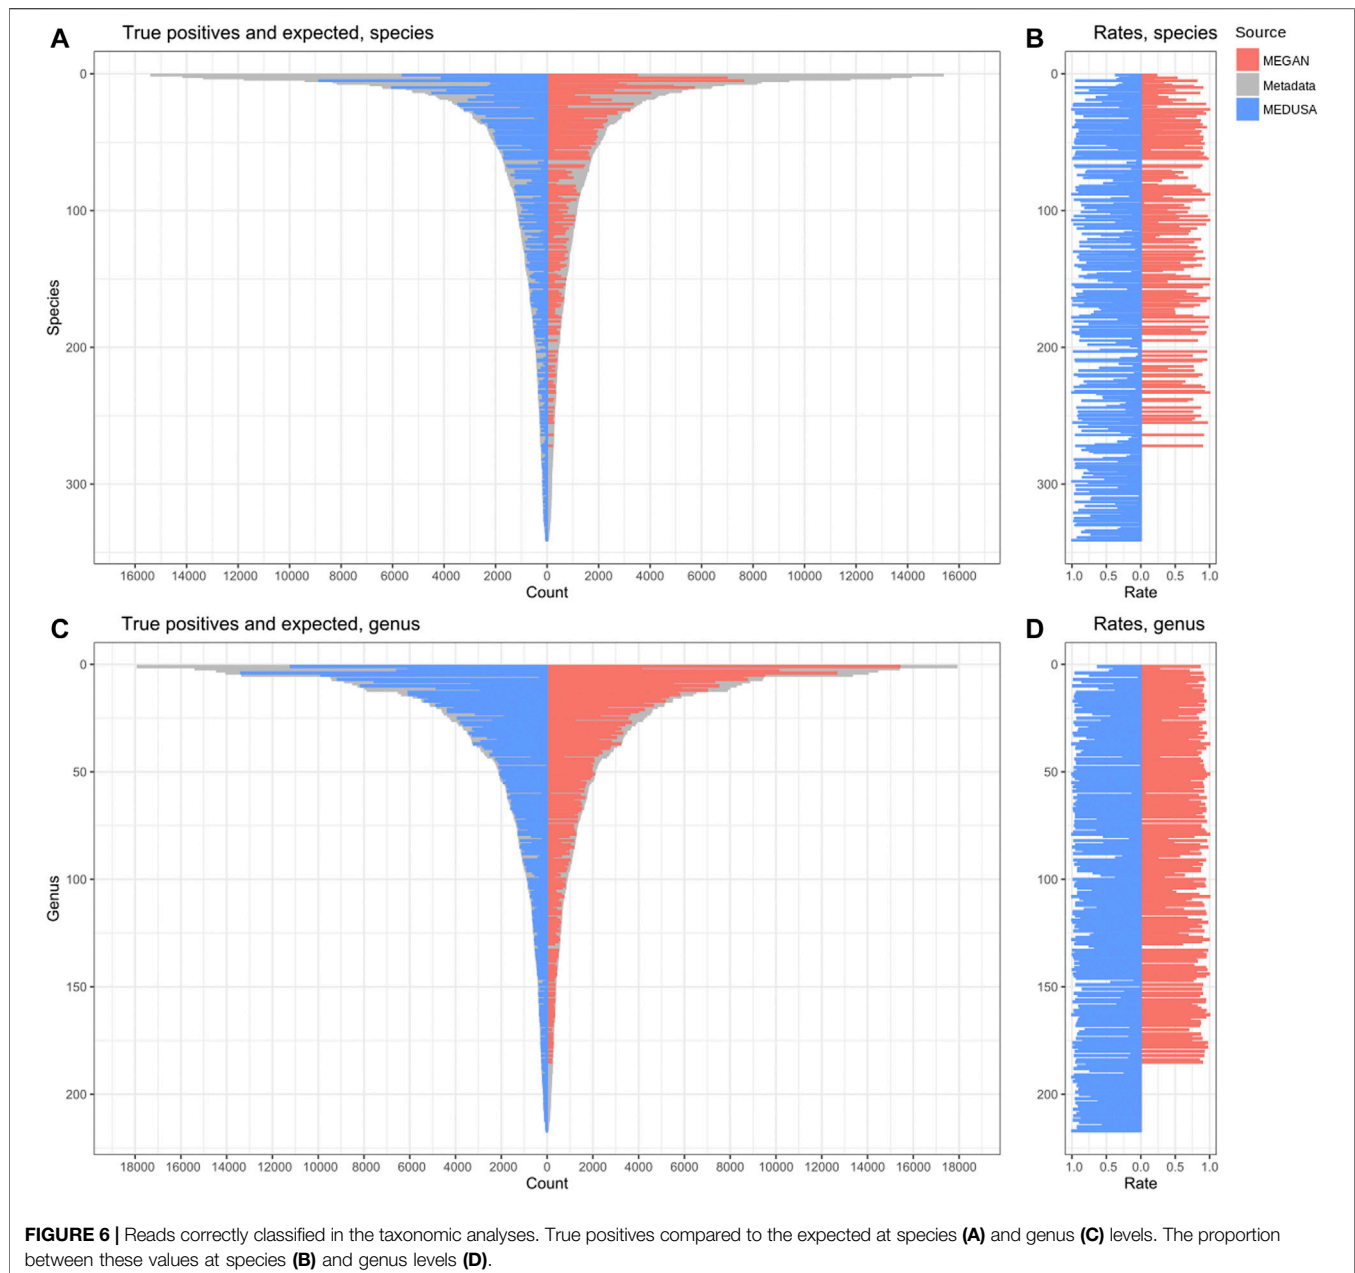 A True positives and expected, species
B Rates, species
Source
MEGAN
Metadata
MEDUSA
0
100
200
300
Species
16000 14000 12000 10000 8000 6000 4000 2000 0 2000 4000 6000 8000 10000 12000 14000 16000
Count
0
100
200
300
1.0 0.5 0.0 0.5 1.0
Rate
C True positives and expected, genus
D Rates, genus
0
50
100
150
200
Genus
18000 16000 14000 12000 10000 8000 6000 4000 2000 0 2000 4000 6000 8000 10000 12000 14000 16000 18000
Count
0
50
100
150
200
1.0 0.5 0.0 0.5 1.0
Rate
FIGURE 6 | Reads correctly classified in the taxonomic analyses. True positives compared to the expected at species (A) and genus (C) levels. The proportion
between these values at species (B) and genus levels (D).